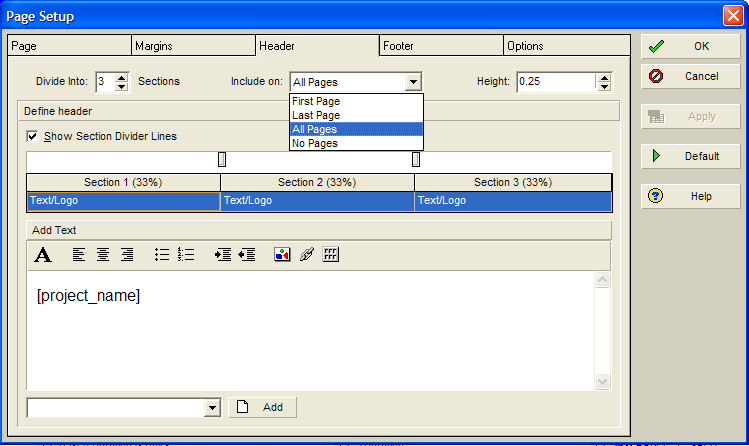 Page Setup
Page Margins Header Footer Options
OK
Divide Into: 3 Sections Include on: All Pages Height: 0.25
Cancel
First Page
Last Page
All Pages
No Pages
Define header
Apply
Show Section Divider Lines
Default
Section 1 (33%) Section 2 (33%) Section 3 (33%)
Text/Logo Text/Logo Text/Logo
Help
Add Text
A
[project_name]
Add